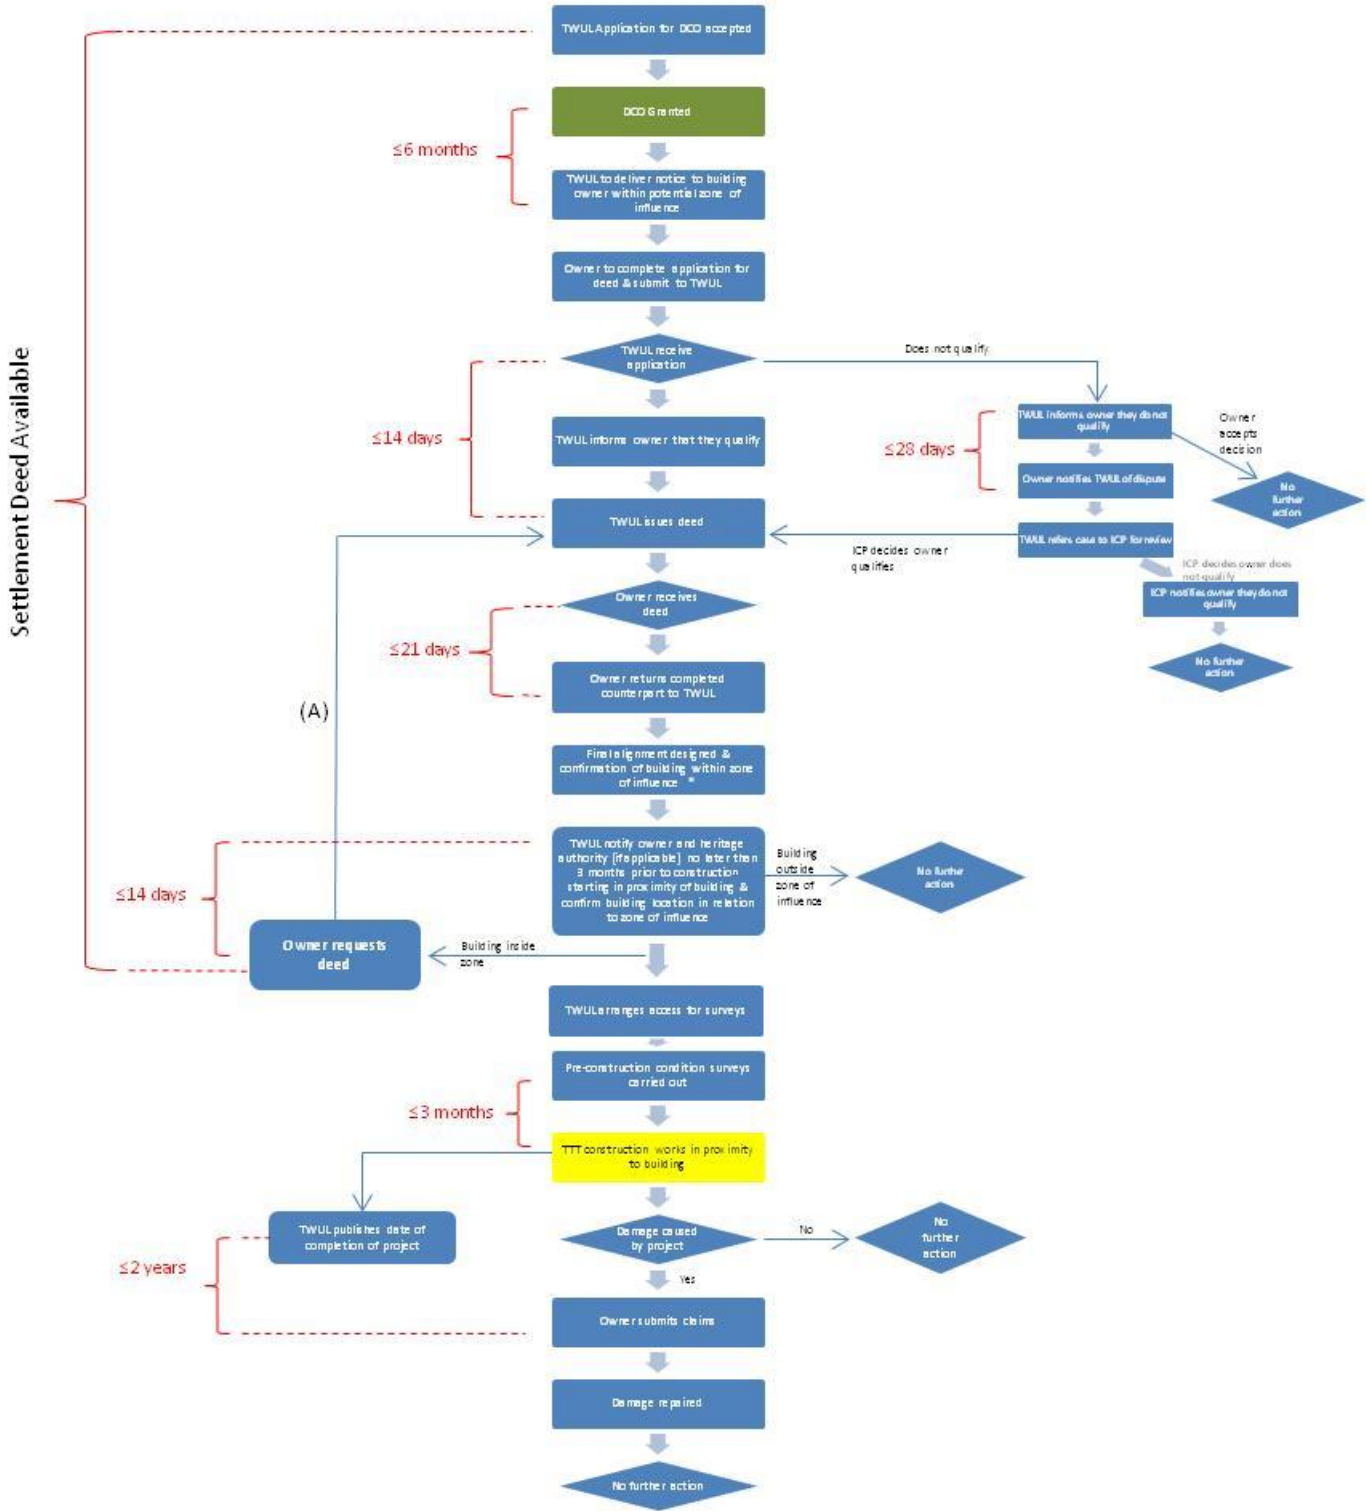 Settlement Deed Available
TWUL Application for DCO accepted
DCO Granted
≤6 months
TWUL to deliver notice to building
owner within potential zone of
influence
Owner to complete application for
deed & submit to TWUL
TWUL receive
application
Does not qualify
≤14 days
TWUL informs owner that they qualify
TWUL informs owner they do not
qualify
Owner
accepts
decision
≤28 days
Owner notifies TWUL of dispute
No
further
action
TWUL issues deed
TWUL refers case to ICP for review
ICP decides owner
qualifies
ICP decides owner does
not qualify
ICP notifies owner they do not
qualify
No further
action
Owner receives
deed
≤21 days
Owner returns completed
counterpart to TWUL
(A)
Final alignment designed &
confirmation of building within zone
of influence *
TWUL notify owner and heritage
authority (if applicable) no later than
3 months prior to construction
starting in proximity of building &
confirm building location in relation
to zone of influence
Building
outside
zone of
influence
No further
action
≤14 days
Owner requests
deed
Building inside
zone
TWUL arranges access for surveys
Pre-construction condition surveys
carried out
≤3 months
TTT construction works in proximity
to building
TWUL publishes date of
completion of project
Damage caused
by project
No
No
further
action
≤2 years
Yes
Owner submits claims
Damage repaired
No further action